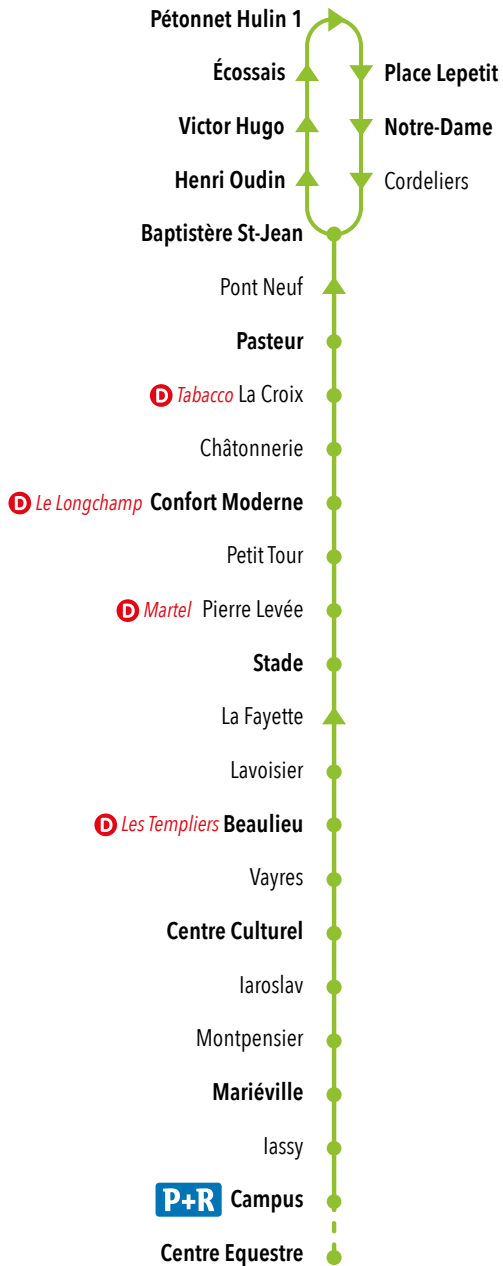 Pétonnet Hulin 1
Écossais Place Lepetit
Victor Hugo Notre-Dame
Henri Oudin Cordeliers
Baptistère St-Jean
Pont Neuf
Pasteur
D Tabacco La Croix
Châtonnerie
D Le Longchamp Confort Moderne
Petit Tour
D Martel Pierre Levée
Stade
La Fayette
Lavoisier
D Les Templiers Beaulieu
Vayres
Centre Culturel
Iaroslav
Montpensier
Mariéville
Iassy
P+R Campus
Centre Equestre